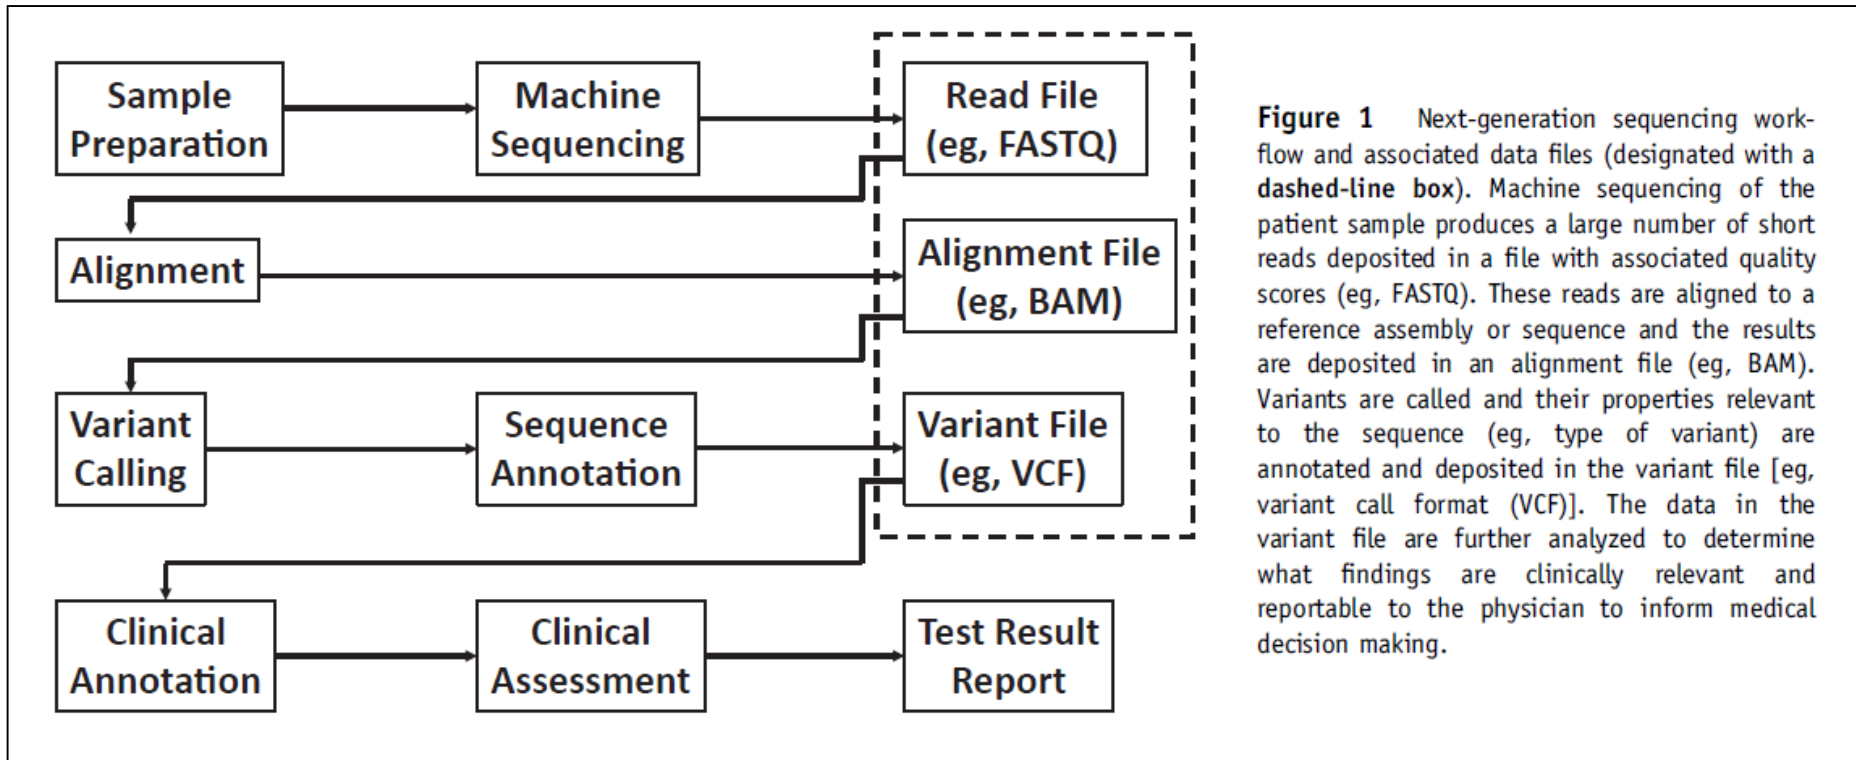 Sample
Preparation
Machine
Sequencing
Read File
(eg, FASTQ)
Alignment
Alignment File
(eg, BAM)
Variant
Calling
Sequence
Annotation
Variant File
(eg, VCF)
Clinical
Annotation
Clinical
Assessment
Test Result
Report
Figure 1 Next-generation sequencing work-
flow and associated data files (designated with a
dashed-line box). Machine sequencing of the
patient sample produces a large number of short
reads deposited in a file with associated quality
scores (eg, FASTQ). These reads are aligned to a
reference assembly or sequence and the results
are deposited in an alignment file (eg, BAM).
Variants are called and their properties relevant
to the sequence (eg, type of variant) are
annotated and deposited in the variant file [eg,
variant call format (VCF)]. The data in the
variant file are further analyzed to determine
what findings are clinically relevant and
reportable to the physician to inform medical
decision making.